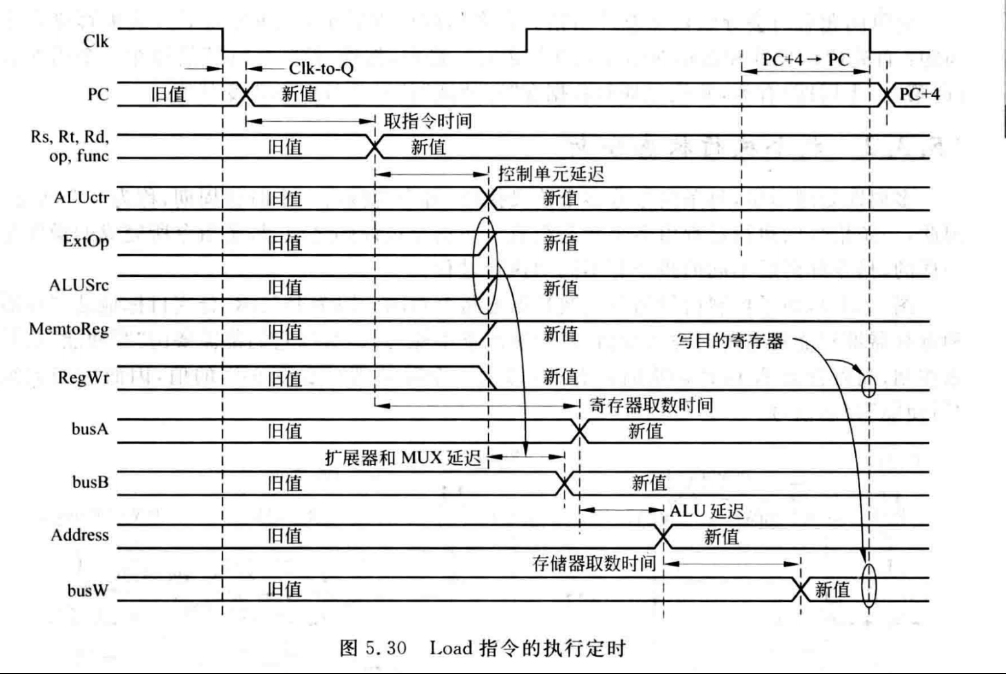 Clk
Clk-to-Q
PC+4 → PC
PC 旧值 新值 PC+4
取指令时间
Rs, Rt, Rd,
op, func
旧值 新值
控制单元延迟
ALUctr 旧值 新值
ExtOp 旧值 新值
ALUSrc 旧值 新值
MemtoReg 旧值 新值
写目的寄存器
RegWr 旧值 新值
寄存器取数时间
busA 旧值 新值
扩展器和 MUX 延迟
busB 旧值 新值
ALU 延迟
Address 旧值 新值
存储器取数时间
busW 旧值 新值
图 5.30 Load 指令的执行定时